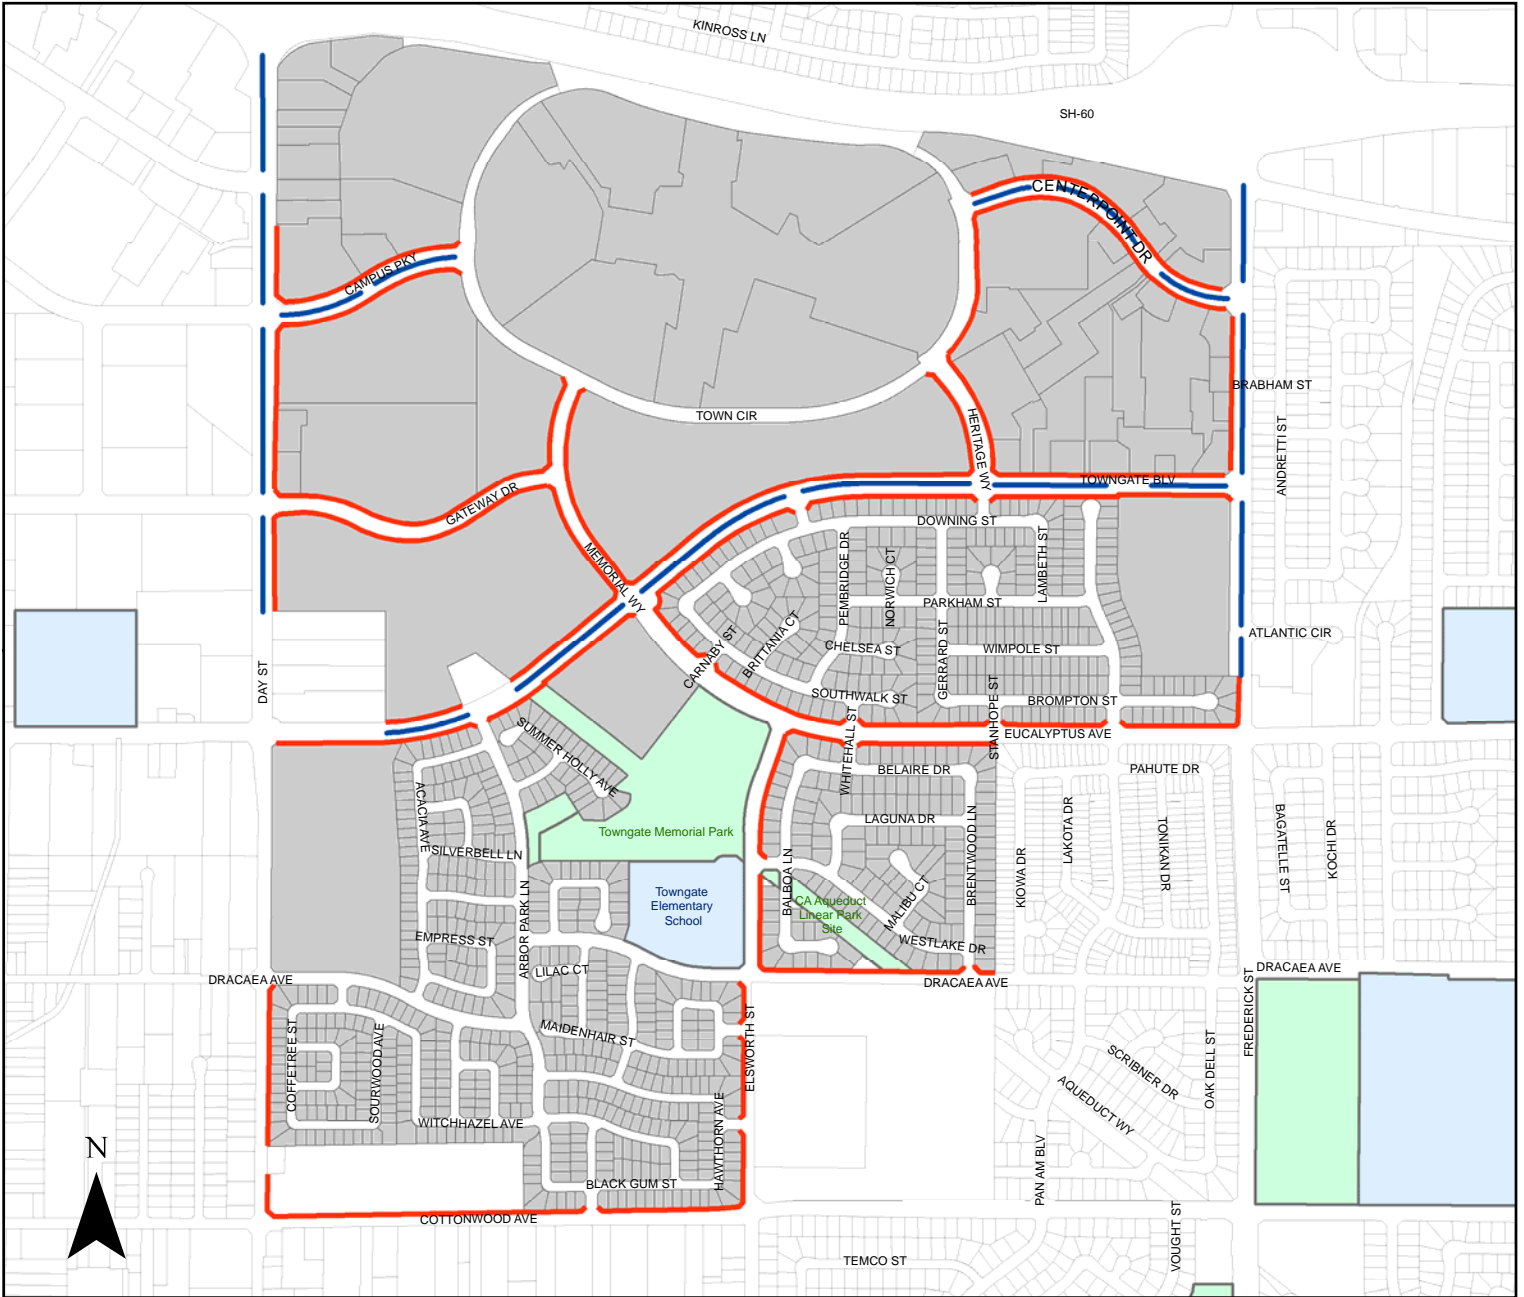 KINROSS LN
SH-60
CENTERPOINT DR
CAMPUS PKY
BRABHAM ST
TOWN CIR
HERITAGE WY
ANDRETTI ST
TOWNGATE BLV
GATEWAY DR
DOWNING ST
MEMORIAL WY
PEMBRIDGE DR
NORWICH CT
LAMBETH ST
PARKHAM ST
CARNABY ST
BRITTANIA CT
CHELSEA ST
GERRARD ST
WIMPOLE ST
ATLANTIC CIR
DAY ST
SOUTHWALK ST
STANHOPE ST
BROMPTON ST
WHITEHALL ST
EUCALYPTUS AVE
SUMMER HOLLY AVE
BELAIRE DR
PAHUTE DR
ACACIA AVE
LAGUNA DR
BRENTWOOD LN
LAKOTA DR
TONIKAN DR
BAGATELLE ST
KOCHI DR
Towngate Memorial Park
SILVERBELL LN
BALBOA LN
KIOWA DR
Towngate
Elementary
School
CA Aqueduct
Linear Park
Site
MALIBU CT
ARBOR PARK LN
EMPRESS ST
WESTLAKE DR
LILAC CT
DRACAEA AVE
DRACAEA AVE
DRACAEA AVE
FREDERICK ST
COFFETREE ST
SOURWOOD AVE
MAIDENHAIR ST
ELSWORTH ST
SCRIBNER DR
OAK DELL ST
AQUEDUCT WY
WITCHHAZEL AVE
HAWTHORN AVE
PAN AM BLV
N
BLACK GUM ST
COTTONWOOD AVE
VOUGHT ST
TEMCO ST